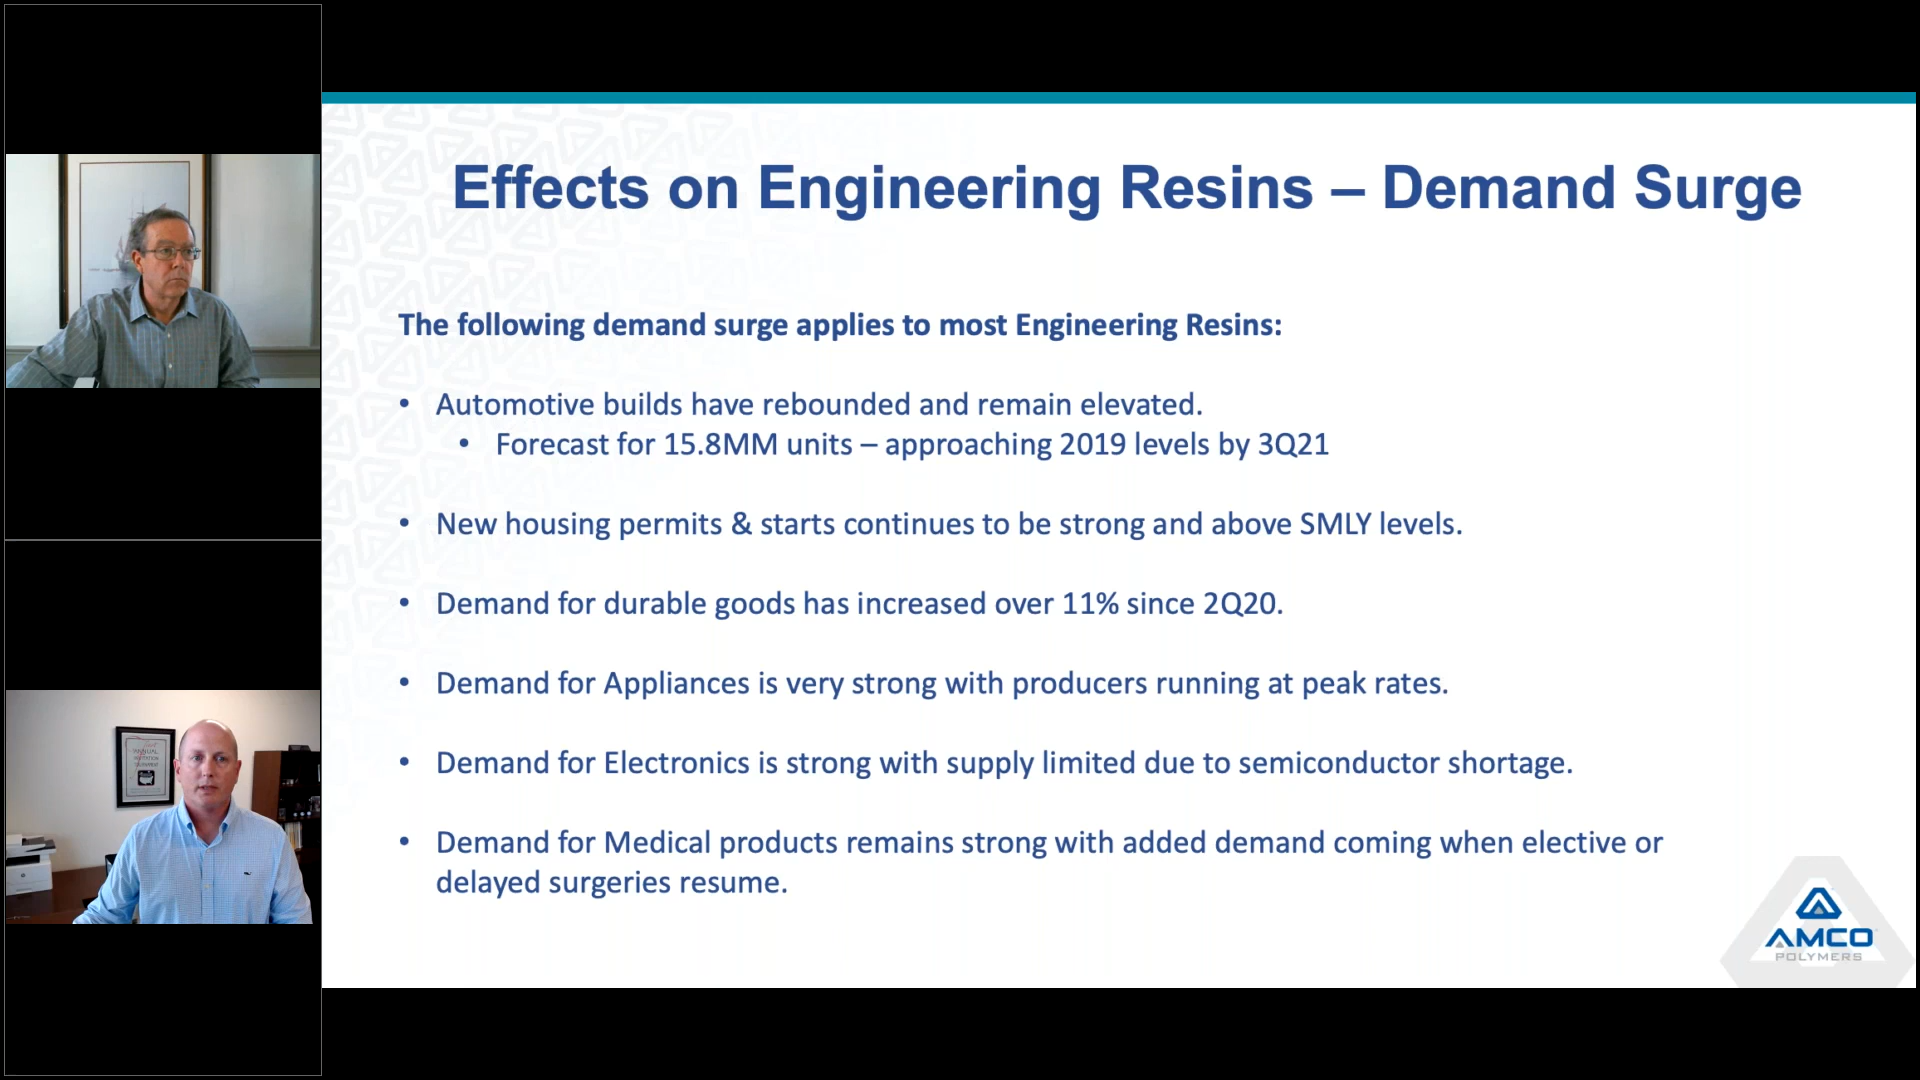 Effects on Engineering Resins – Demand Surge
The following demand surge applies to most Engineering Resins:
• Automotive builds have rebounded and remain elevated.
• Forecast for 15.8MM units – approaching 2019 levels by 3Q21
• New housing permits & starts continues to be strong and above SMLY levels.
• Demand for durable goods has increased over 11% since 2Q20.
• Demand for Appliances is very strong with producers running at peak rates.
• Demand for Electronics is strong with supply limited due to semiconductor shortage.
• Demand for Medical products remains strong with added demand coming when elective or
delayed surgeries resume.
AMCO
POLYMERS